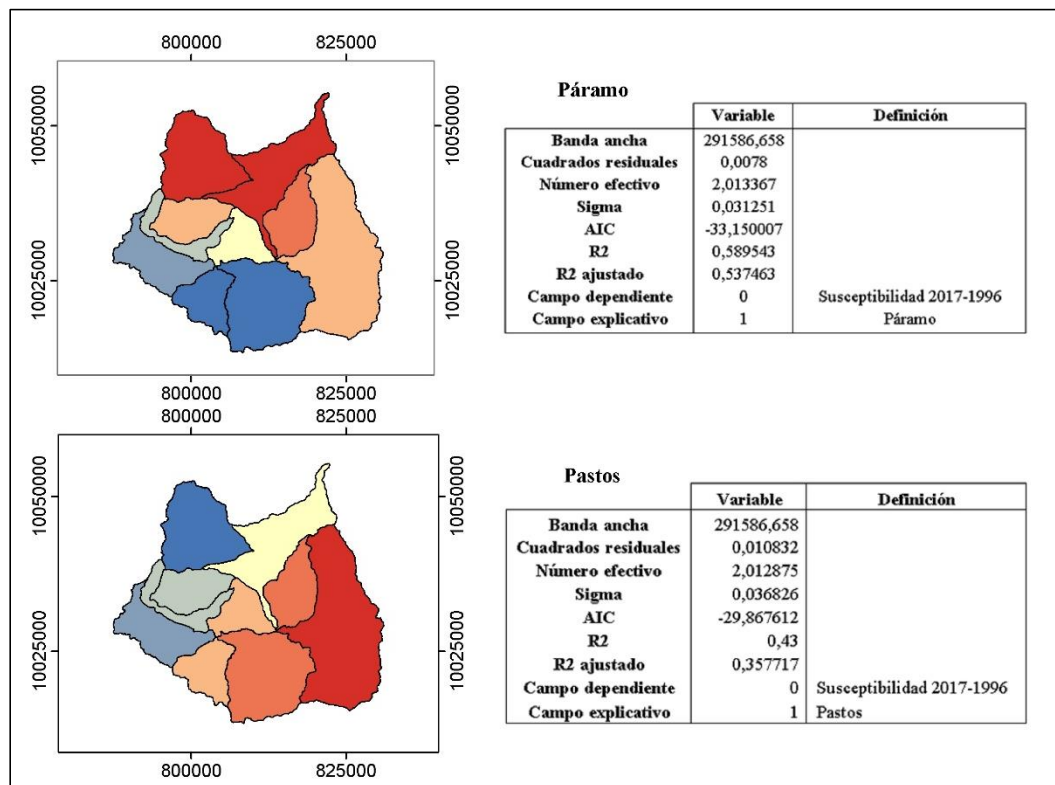 800000 825000
10050000 10050000
10025000 10025000
800000 825000
Páramo
Variable Definición
Banda ancha 291586,658
Cuadrados residuales 0,0078
Número efectivo 2,013367
Sigma 0,031251
AIC -33,150007
R2 0,589543
R2 ajustado 0,537463
Campo dependiente 0 Susceptibilidad 2017-1996
Campo explicativo 1 Páramo
800000 825000
10050000 10050000
10025000 10025000
800000 825000
Pastos
Variable Definición
Banda ancha 291586,658
Cuadrados residuales 0,010832
Número efectivo 2,012875
Sigma 0,036826
AIC -29,867612
R2 0,43
R2 ajustado 0,357717
Campo dependiente 0 Susceptibilidad 2017-1996
Campo explicativo 1 Pastos